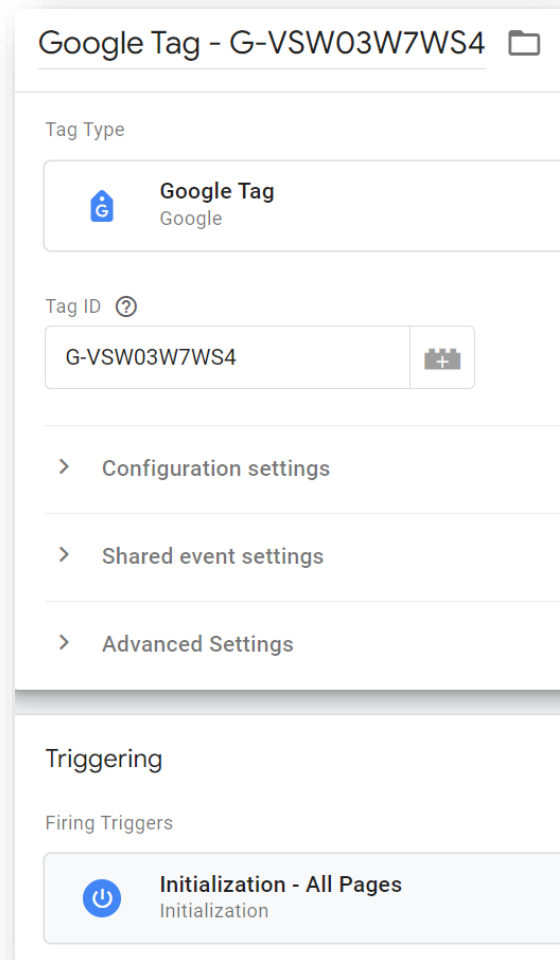 Google Tag - G-VSW03W7WS4
Tag Type
Google Tag
Google
Tag ID
G-VSW03W7WS4
Configuration settings
Shared event settings
Advanced Settings
Triggering
Firing Triggers
Initialization - All Pages
Initialization